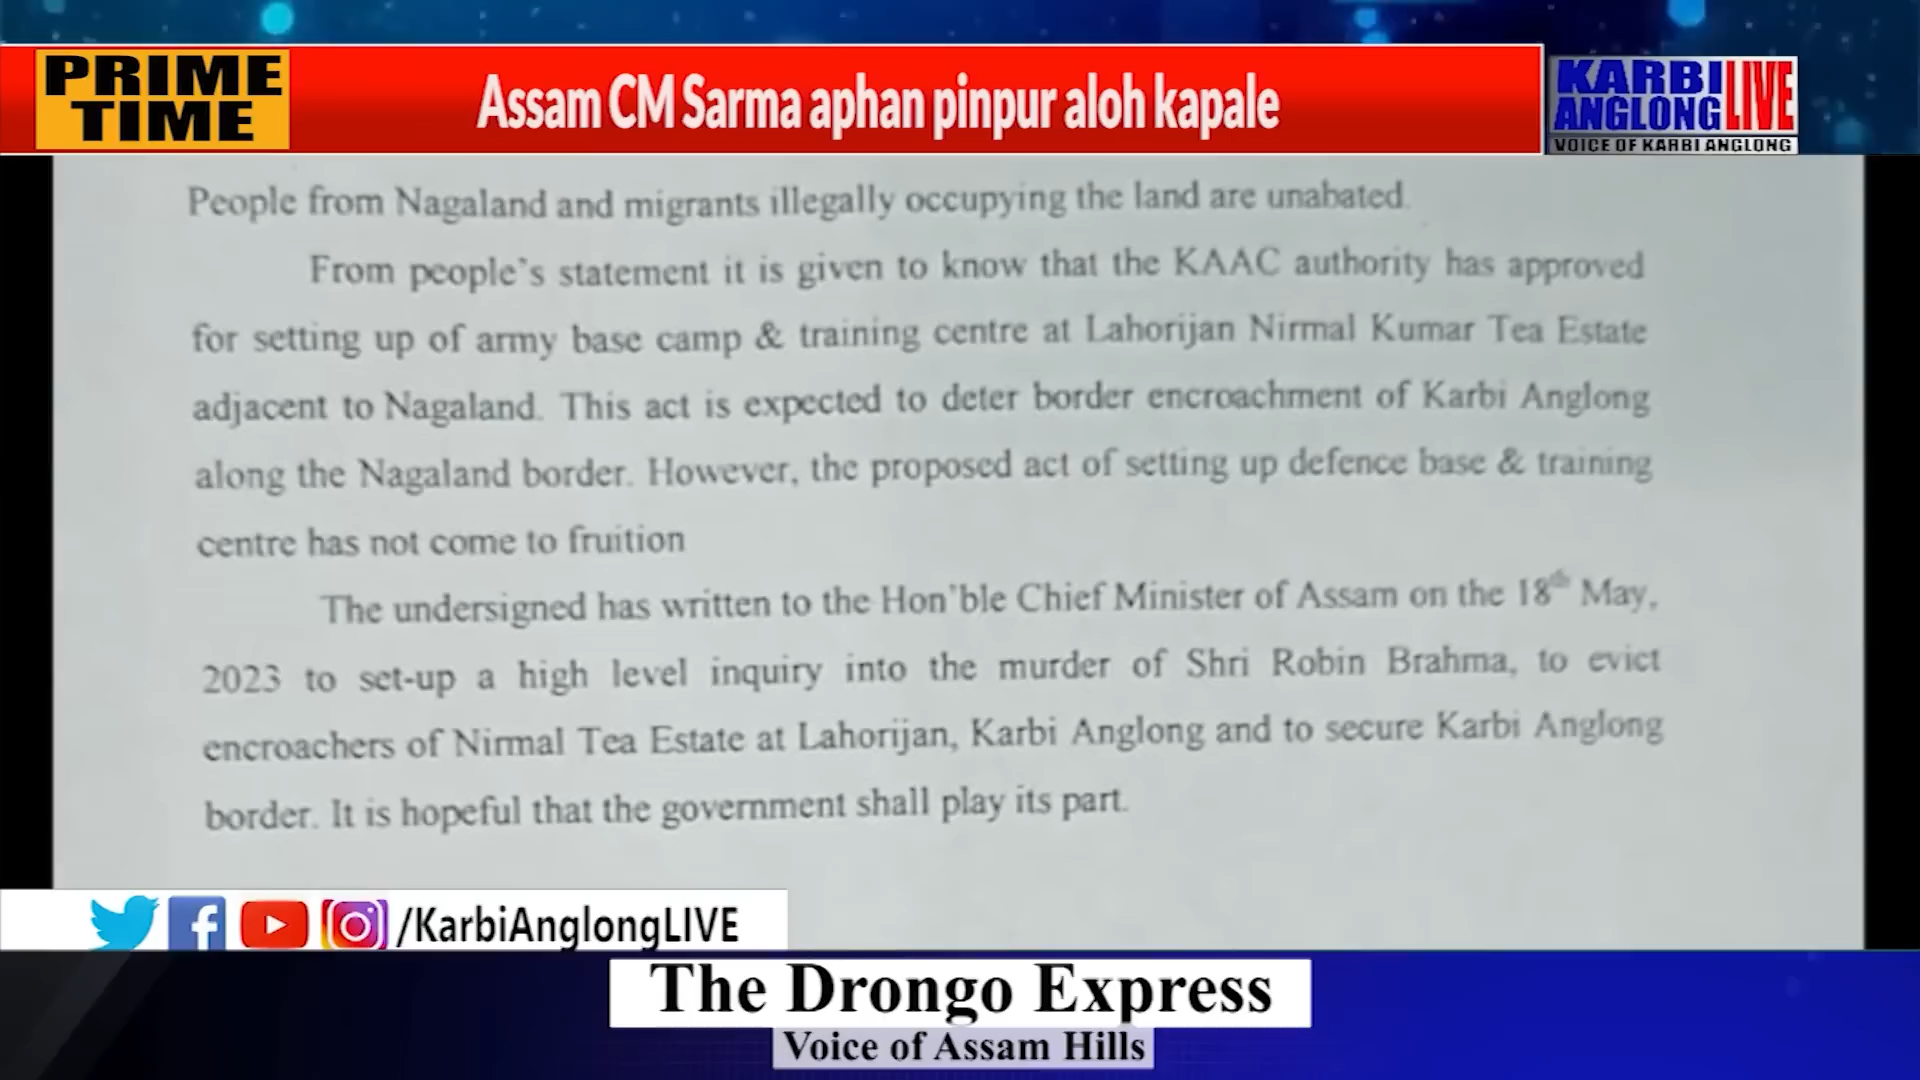 PRIME
TIME
Assam CM Sarma aphan pinpur aloh kapale
KARBI
ANGLONG
LIVE
VOICE OF KARBI ANGLONG
People from Nagaland and migrants illegally occupying the land are unabated.
From people's statement it is given to know that the KAAC authority has approved
for setting up of army base camp & training centre at Lahorijan Nirmal Kumar Tea Estate
adjacent to Nagaland. This act is expected to deter border encroachment of Karbi Anglong
along the Nagaland border. However, the proposed act of setting up defence base & training
centre has not come to fruition
The undersigned has written to the Hon'ble Chief Minister of Assam on the 18th May,
2023 to set-up a high level inquiry into the murder of Shri Robin Brahma, to evict
encroachers of Nirmal Tea Estate at Lahorijan, Karbi Anglong and to secure Karbi Anglong
border. It is hopeful that the government shall play its part.
/KarbiAnglongLIVE
The Drongo Express
Voice of Assam Hills